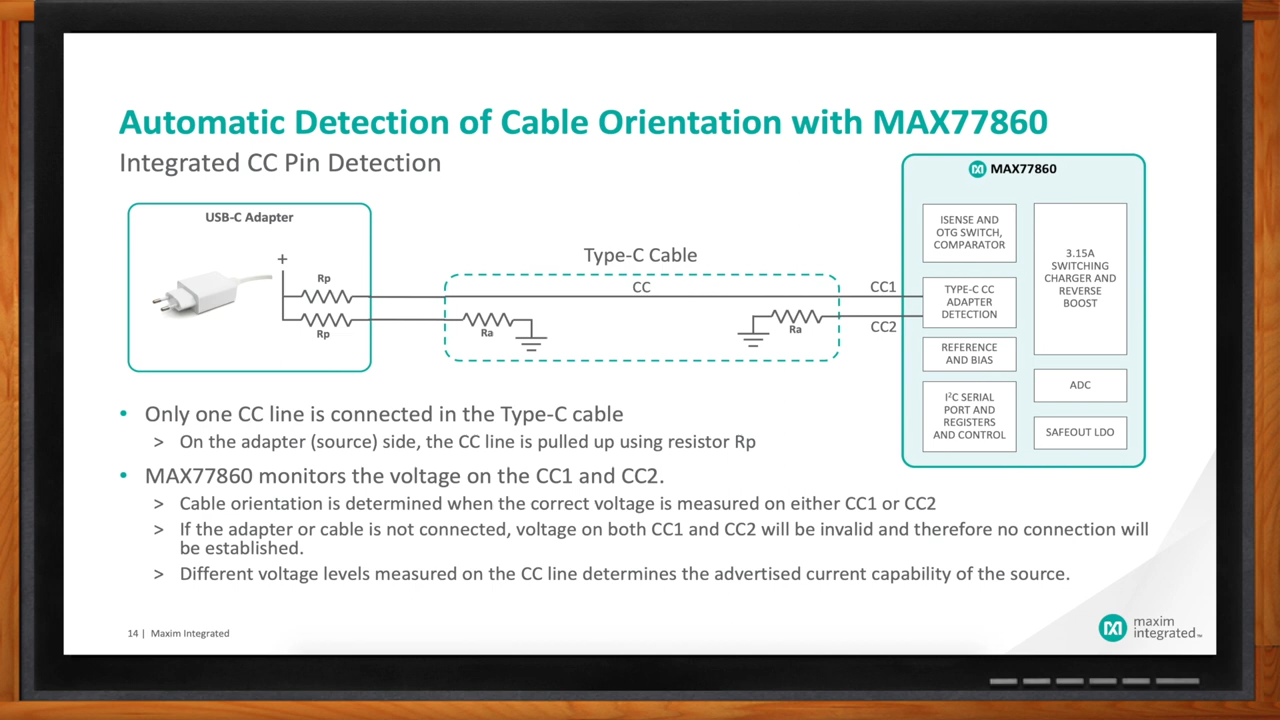 Automatic Detection of Cable Orientation with MAX77860
Integrated CC Pin Detection
USB-C Adapter
+
Rp
Rp
Type-C Cable
CC
Ra
Ra
CC1
CC2
MAX77860
ISENSE AND
OTG SWITCH,
COMPARATOR
TYPE-C CC
ADAPTER
DETECTION
REFERENCE
AND BIAS
I²C SERIAL
PORT AND
REGISTERS
AND CONTROL
3.15A
SWITCHING
CHARGER AND
REVERSE
BOOST
ADC
SAFEOUT LDO
• Only one CC line is connected in the Type-C cable
> On the adapter (source) side, the CC line is pulled up using resistor Rp
• MAX77860 monitors the voltage on the CC1 and CC2.
> Cable orientation is determined when the correct voltage is measured on either CC1 or CC2
> If the adapter or cable is not connected, voltage on both CC1 and CC2 will be invalid and therefore no connection will
be established.
> Different voltage levels measured on the CC line determines the advertised current capability of the source.
14 | Maxim Integrated
maxim
integrated™